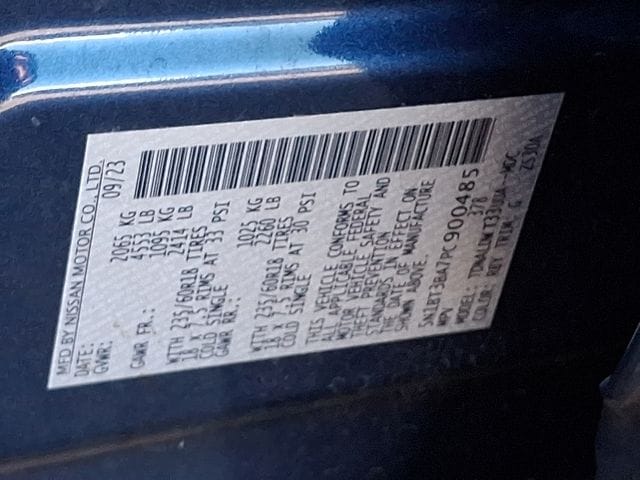 MFD BY NISSAN MOTOR CO., LTD.
DATE: 09/23
GVWR: 2065 KG
4553 LB
GAWR FR.: 1095 KG
2414 LB
WITH 235/60R18 TIRES
18 X 7.5 RIMS AT 33 PSI
COLD SINGLE
GAWR RR.: 1025 KG
2260 LB
WITH 235/60R18 TIRES
18 X 7.5 RIMS AT 30 PSI
COLD SINGLE
THIS VEHICLE CONFORMS TO
ALL APPLICABLE FEDERAL
MOTOR VEHICLE SAFETY AND
THEFT PREVENTION
STANDARDS IN EFFECT ON
THE DATE OF MANUFACTURE
SHOWN ABOVE.
5N1BT3BA7PC900485
MPV 378
MODEL:
COLOR: RBY TRIM G